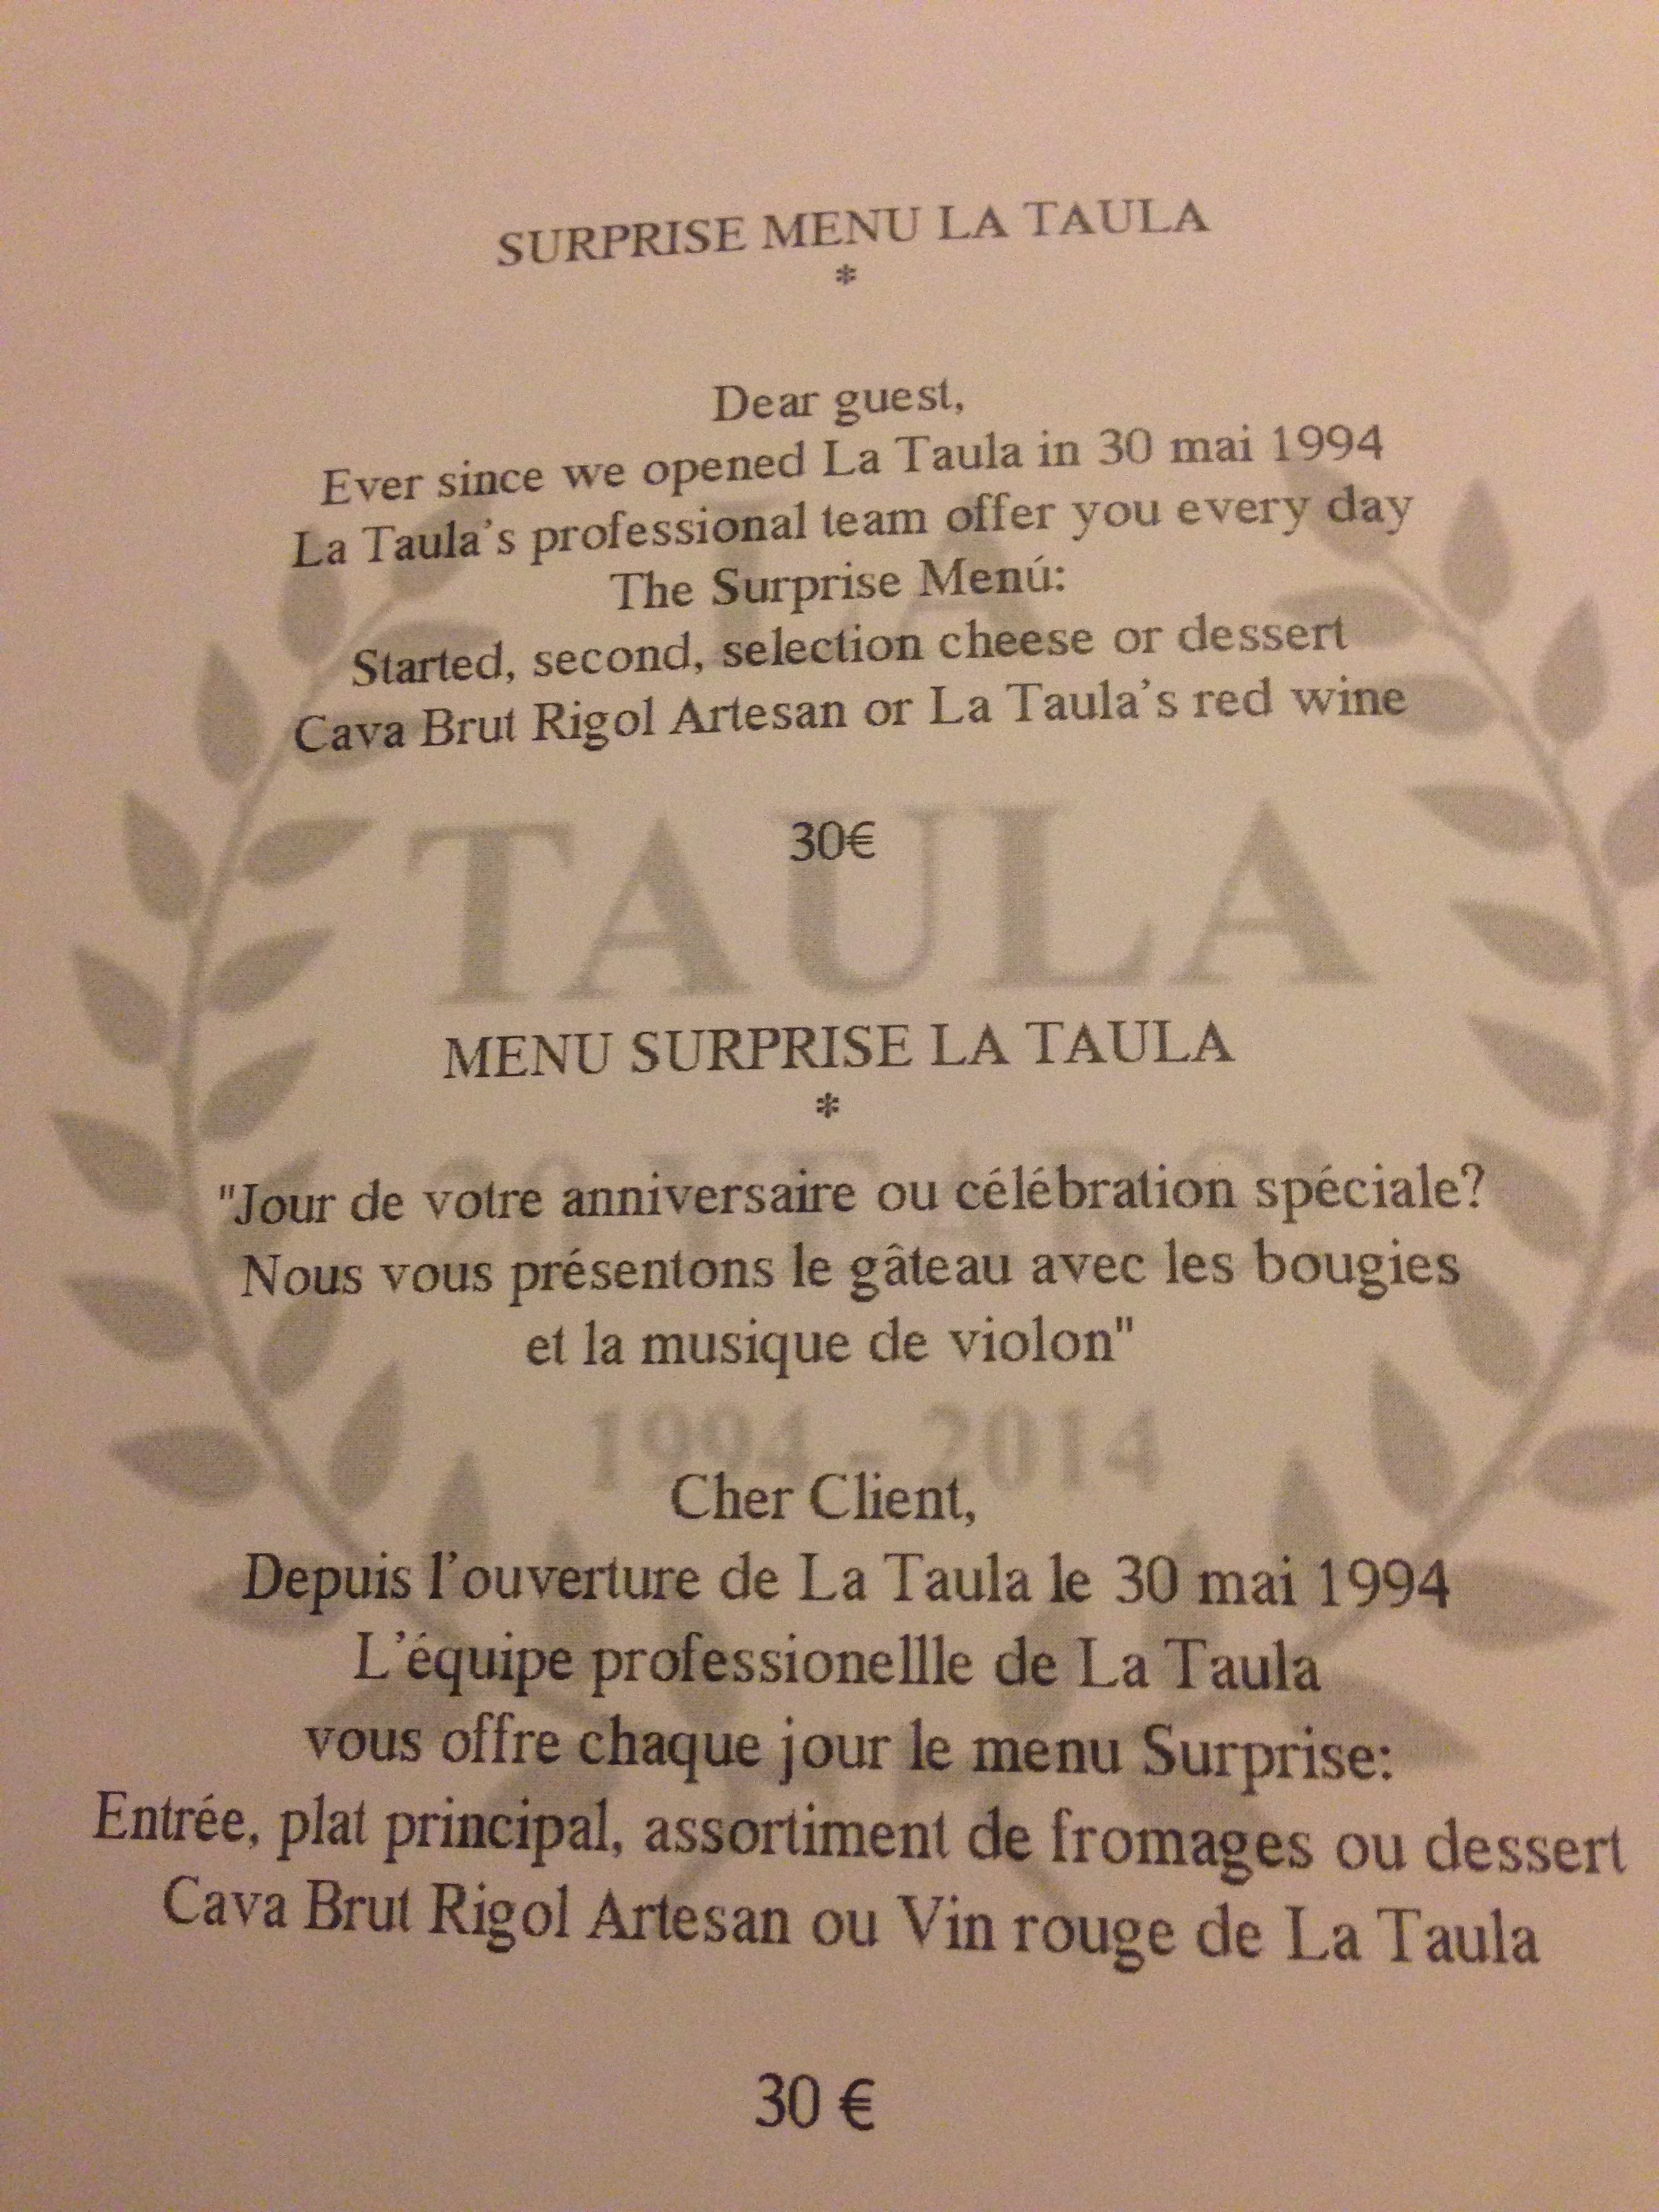 SURPRISE MENU LA TAULA
*
Dear guest,
Ever since we opened La Taula in 30 mai 1994
La Taula's professional team offer you every day
The Surprise Menú:
Started, second, selection cheese or dessert
Cava Brut Rigol Artesan or La Taula's red wine
30€
TAULA
MENU SURPRISE LA TAULA
*
"Jour de votre anniversaire ou célébration spéciale?
Nous vous présentons le gâteau avec les bougies
et la musique de violon"
1994 - 2014
Cher Client,
Depuis l'ouverture de La Taula le 30 mai 1994
L'équipe professionellle de La Taula
vous offre chaque jour le menu Surprise:
Entrée, plat principal, assortiment de fromages ou dessert
Cava Brut Rigol Artesan ou Vin rouge de La Taula
30 €